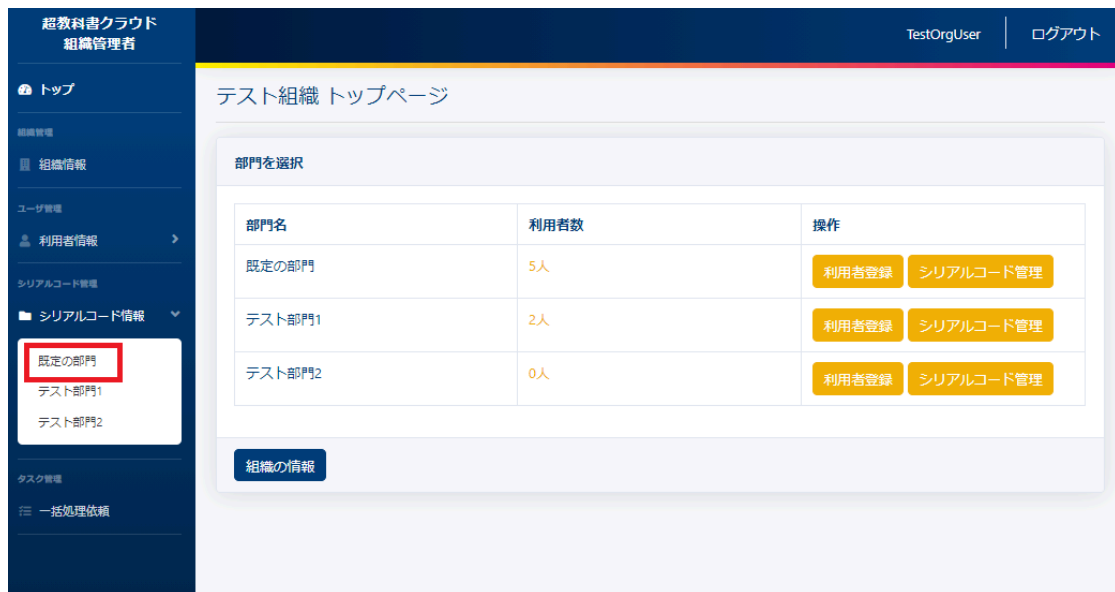 超教科書クラウド
組織管理者
TestOrgUser
ログアウト
トップ
組織管理
組織情報
ユーザ管理
利用者情報
シリアルコード管理
シリアルコード情報
既定の部門
テスト部門1
テスト部門2
タスク管理
一括処理依頼
テスト組織 トップページ
部門を選択
部門名 利用者数 操作
既定の部門 5人 利用者登録 シリアルコード管理
テスト部門1 2人 利用者登録 シリアルコード管理
テスト部門2 0人 利用者登録 シリアルコード管理
組織の情報